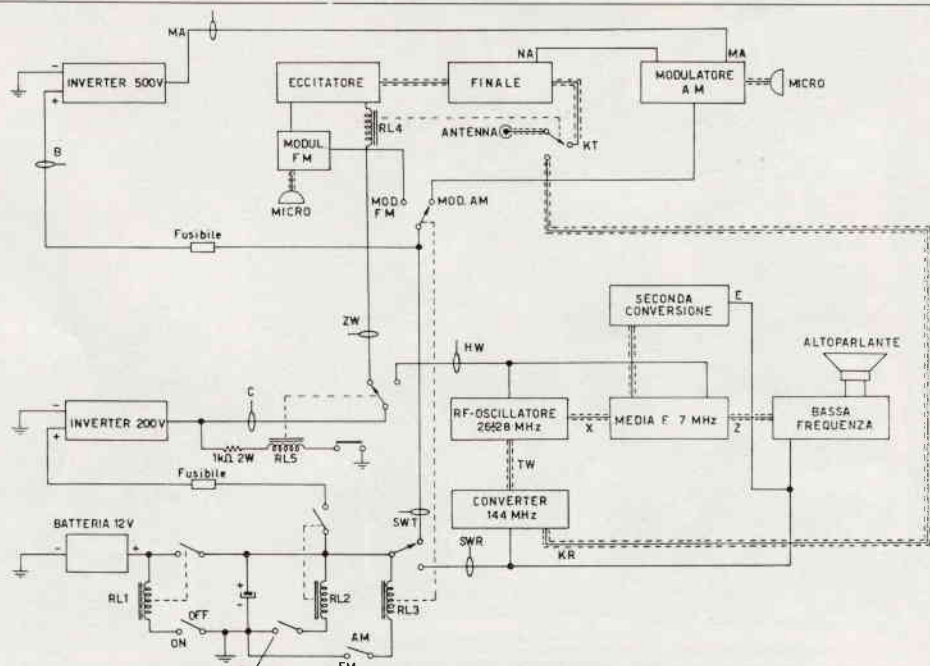 MA
INVERTER 500V
-
+
B
ECCITATORE
FINALE
NA
MA
MODULATORE
AM
MICRO
RL4
ANTENNA
KT
MODUL
FM
MICRO
MOD.
FM
MOD. AM
Fusibile
SECONDA
CONVERSIONE
E
ALTOPARLANTE
ZW
HW
C
INVERTER 200V
-
+
RF-OSCILLATORE
26÷28 MHz
X
MEDIA F. 7 MHz
Z
BASSA
FREQUENZA
1kΩ 2W
RL5
TW
Fusibile
CONVERTER
144 MHz
SWT
SWR
KR
BATTERIA 12V
-
+
+
-
RL1
RL2
RL3
OFF
ON
AM
FM